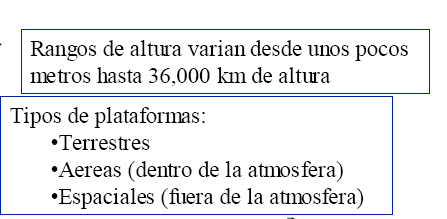 Rangos de altura varian desde unos pocos
metros hasta 36,000 km de altura
Tipos de plataformas:
•Terrestres
•Aereas (dentro de la atmosfera)
•Espaciales (fuera de la atmosfera)